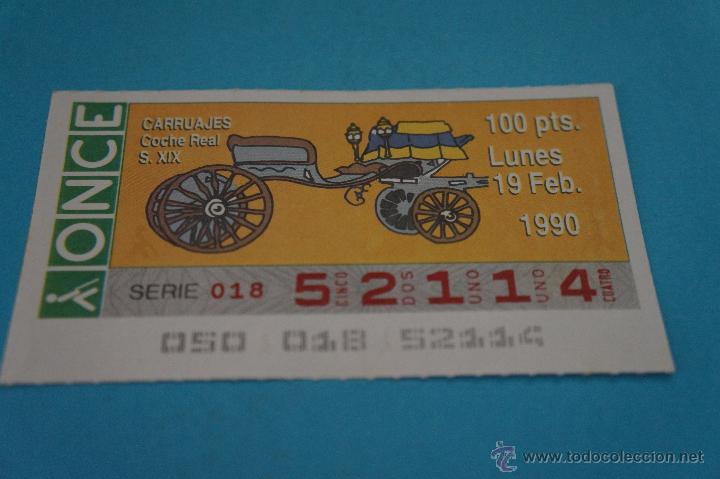 ONCE
CARRUAJES
Coche Real
S. XIX
100 pts.
Lunes
19 Feb.
1990
SERIE 018 5 CINCO 2 DOS 1 UNO 1 UNO 4 CUATRO
050 018 52114
© www.todocoleccion.net